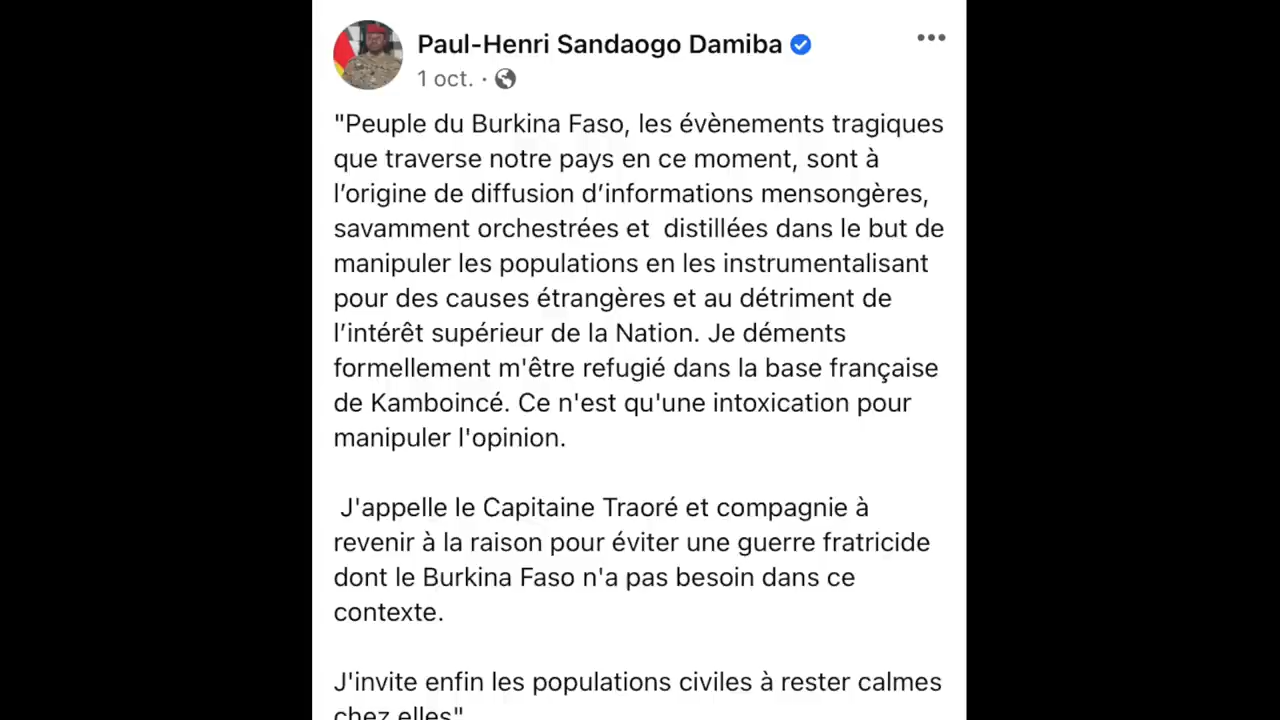 Paul-Henri Sandaogo Damiba
1 oct. ·
"Peuple du Burkina Faso, les évènements tragiques
que traverse notre pays en ce moment, sont à
l’origine de diffusion d’informations mensongères,
savamment orchestrées et  distillées dans le but de
manipuler les populations en les instrumentalisant
pour des causes étrangères et au détriment de
l’intérêt supérieur de la Nation. Je déments
formellement m'être refugié dans la base française
de Kamboincé. Ce n'est qu'une intoxication pour
manipuler l'opinion.
J'appelle le Capitaine Traoré et compagnie à
revenir à la raison pour éviter une guerre fratricide
dont le Burkina Faso n'a pas besoin dans ce
contexte.
J'invite enfin les populations civiles à rester calmes
chez elles"